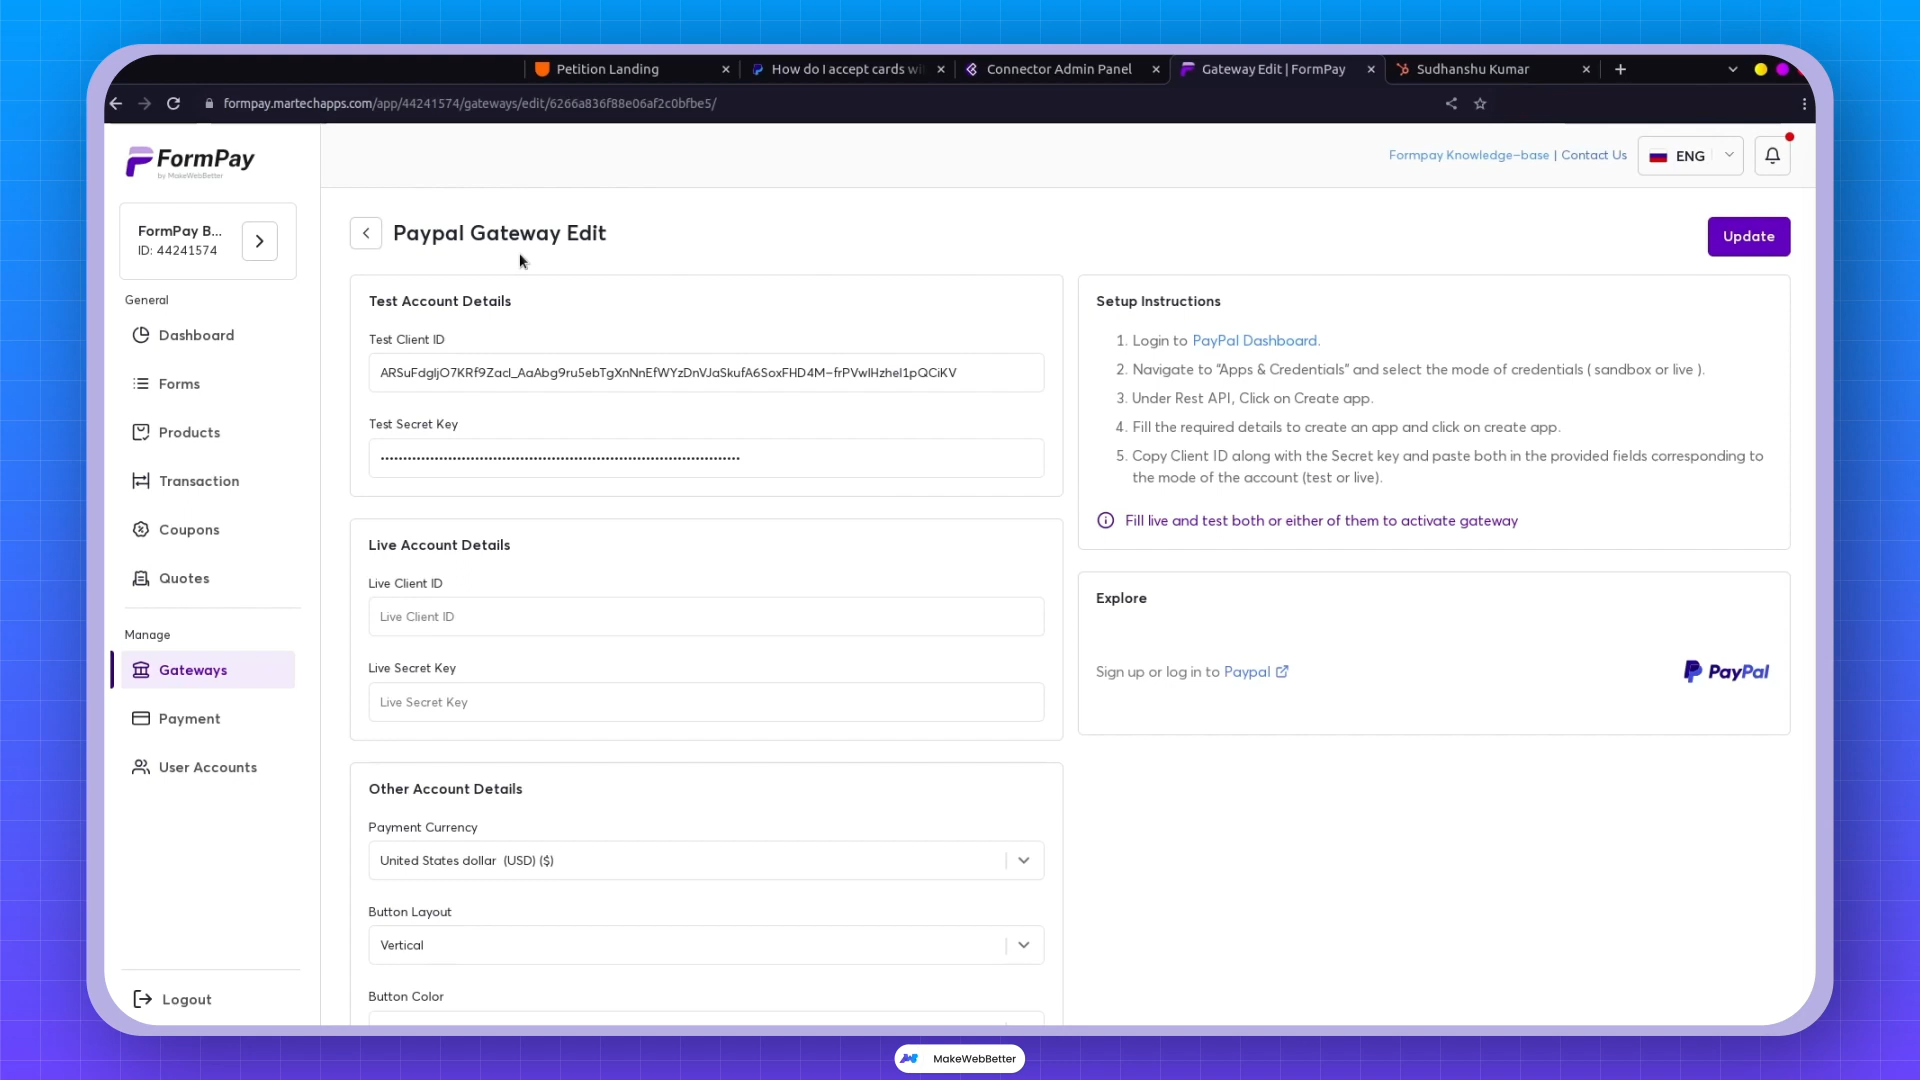 Petition Landing
How do I accept cards wi
Connector Admin Panel
Gateway Edit | FormPay
Sudhanshu Kumar
formpay.martechapps.com/app/44241574/gateways/edit/6266a836f88e06af2c0bfbe5/
FormPay
by MakeWebBetter
Formpay Knowledge-base | Contact Us
ENG
FormPay B...
ID: 44241574
General
Dashboard
Forms
Products
Transaction
Coupons
Quotes
Manage
Gateways
Payment
User Accounts
Logout
Paypal Gateway Edit
Update
Test Account Details
Test Client ID
ARSuFdgIjO7KRf9ZacI_AaAbg9ru5ebTgXnNnEfWYzDnVJaSkufA6SoxFHD4M-frPVwIHzheI1pQCiKV
Test Secret Key
Live Account Details
Live Client ID
Live Client ID
Live Secret Key
Live Secret Key
Other Account Details
Payment Currency
United States dollar (USD) ($)
Button Layout
Vertical
Button Color
Setup Instructions
1. Login to PayPal Dashboard.
2. Navigate to "Apps & Credentials" and select the mode of credentials ( sandbox or live ).
3. Under Rest API, Click on Create app.
4. Fill the required details to create an app and click on create app.
5. Copy Client ID along with the Secret key and paste both in the provided fields corresponding to
the mode of the account (test or live).
Fill live and test both or either of them to activate gateway
Explore
Sign up or log in to Paypal
PayPal
MakeWebBetter